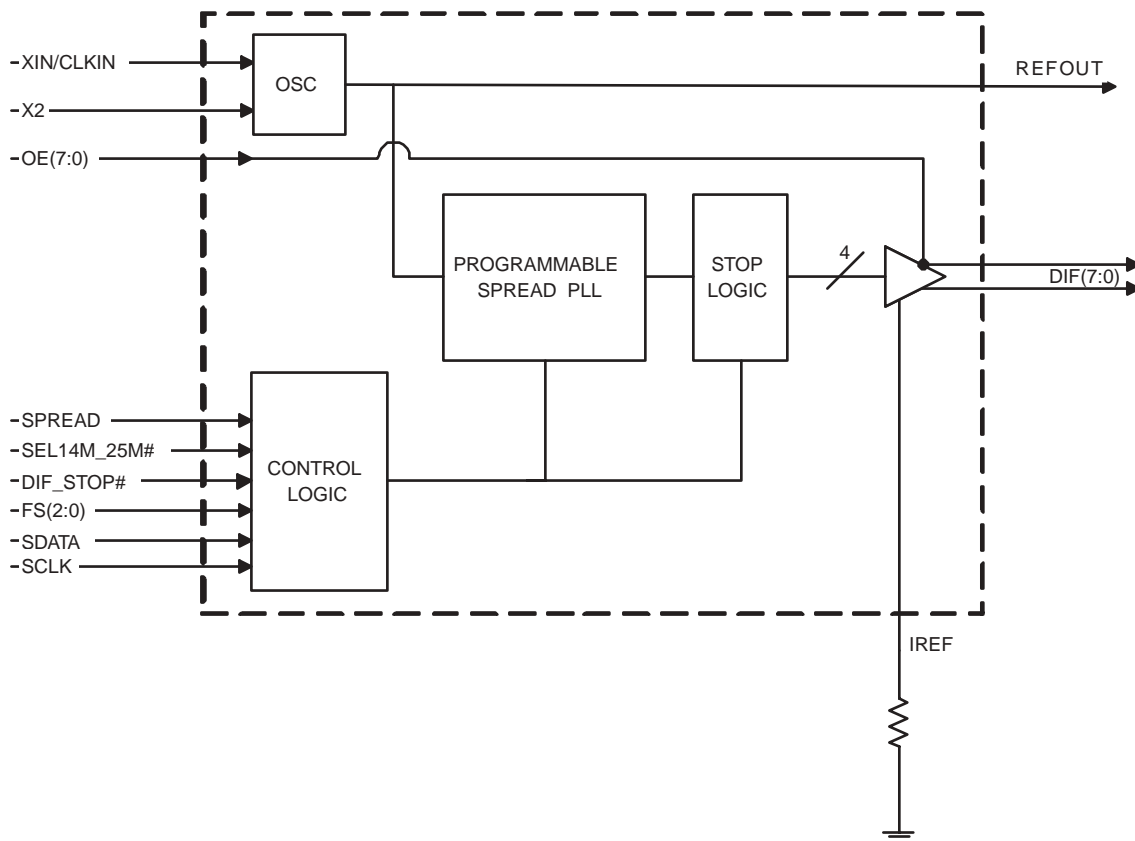 XIN/CLKIN
OSC
REFOUT
X2
OE(7:0)
4
PROGRAMMABLE
SPREAD PLL
STOP
LOGIC
DIF(7:0)
SPREAD
SEL14M_25M#
DIF_STOP#
FS(2:0)
SDATA
SCLK
CONTROL
LOGIC
IREF